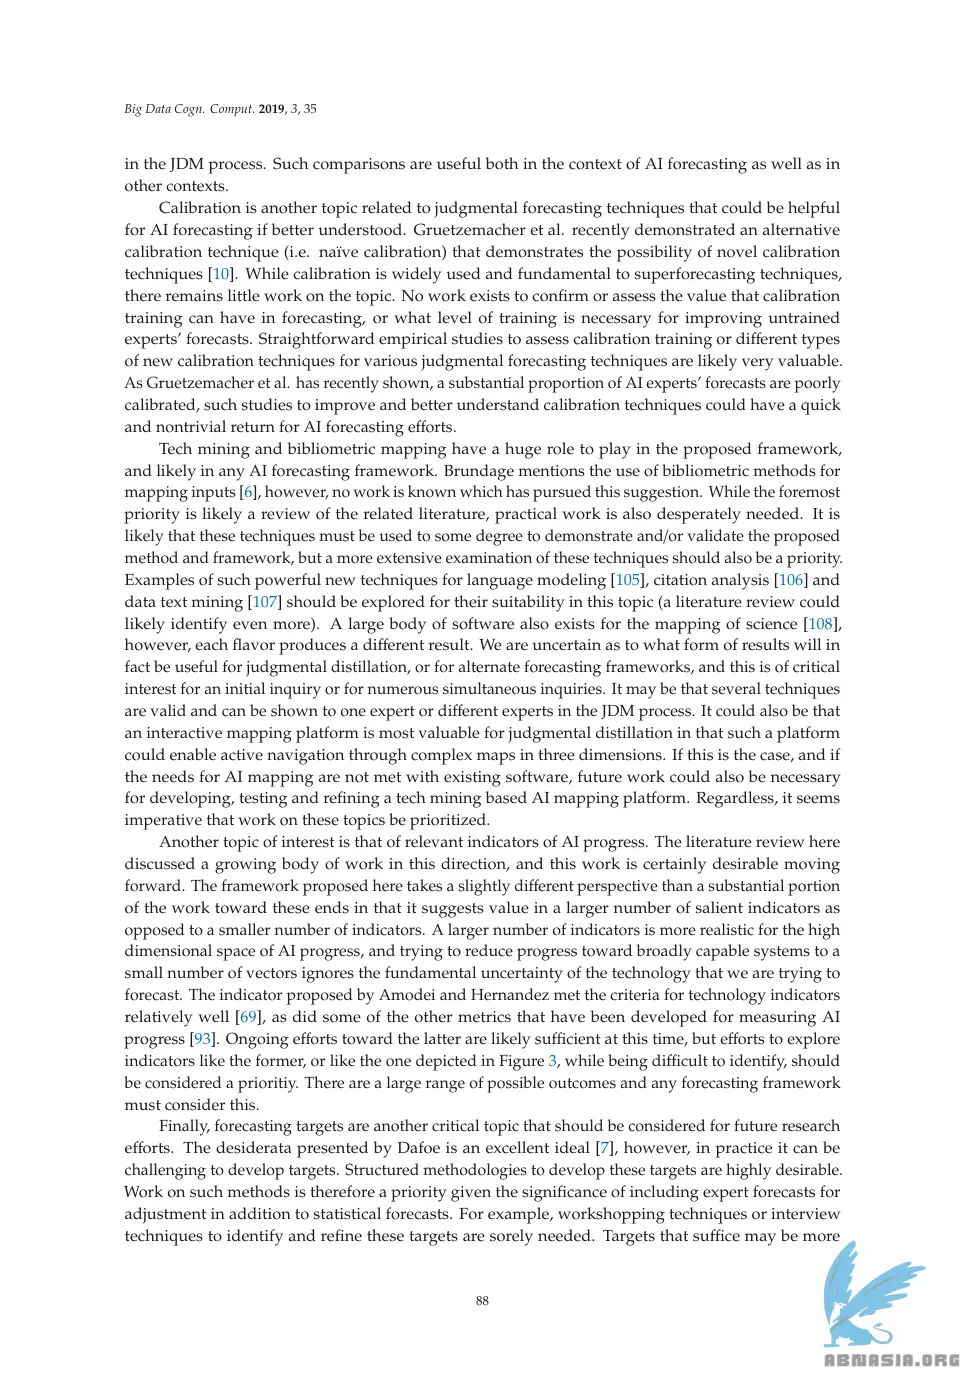 Big Data Cogn. Comput. 2019, 3, 35
in the JDM process. Such comparisons are useful both in the context of AI forecasting as well as in
other contexts.
Calibration is another topic related to judgmental forecasting techniques that could be helpful
for AI forecasting if better understood. Gruetzemacher et al. recently demonstrated an alternative
calibration technique (i.e. naïve calibration) that demonstrates the possibility of novel calibration
techniques [10]. While calibration is widely used and fundamental to superforecasting techniques,
there remains little work on the topic. No work exists to confirm or assess the value that calibration
training can have in forecasting, or what level of training is necessary for improving untrained
experts' forecasts. Straightforward empirical studies to assess calibration training or different types
of new calibration techniques for various judgmental forecasting techniques are likely very valuable.
As Gruetzemacher et al. has recently shown, a substantial proportion of AI experts' forecasts are poorly
calibrated, such studies to improve and better understand calibration techniques could have a quick
and nontrivial return for AI forecasting efforts.
Tech mining and bibliometric mapping have a huge role to play in the proposed framework,
and likely in any AI forecasting framework. Brundage mentions the use of bibliometric methods for
mapping inputs [6], however, no work is known which has pursued this suggestion. While the foremost
priority is likely a review of the related literature, practical work is also desperately needed. It is
likely that these techniques must be used to some degree to demonstrate and/or validate the proposed
method and framework, but a more extensive examination of these techniques should also be a priority.
Examples of such powerful new techniques for language modeling [105], citation analysis [106] and
data text mining [107] should be explored for their suitability in this topic (a literature review could
likely identify even more). A large body of software also exists for the mapping of science [108],
however, each flavor produces a different result. We are uncertain as to what form of results will in
fact be useful for judgmental distillation, or for alternate forecasting frameworks, and this is of critical
interest for an initial inquiry or for numerous simultaneous inquiries. It may be that several techniques
are valid and can be shown to one expert or different experts in the JDM process. It could also be that
an interactive mapping platform is most valuable for judgmental distillation in that such a platform
could enable active navigation through complex maps in three dimensions. If this is the case, and if
the needs for AI mapping are not met with existing software, future work could also be necessary
for developing, testing and refining a tech mining based AI mapping platform. Regardless, it seems
imperative that work on these topics be prioritized.
Another topic of interest is that of relevant indicators of AI progress. The literature review here
discussed a growing body of work in this direction, and this work is certainly desirable moving
forward. The framework proposed here takes a slightly different perspective than a substantial portion
of the work toward these ends in that it suggests value in a larger number of salient indicators as
opposed to a smaller number of indicators. A larger number of indicators is more realistic for the high
dimensional space of AI progress, and trying to reduce progress toward broadly capable systems to a
small number of vectors ignores the fundamental uncertainty of the technology that we are trying to
forecast. The indicator proposed by Amodei and Hernandez met the criteria for technology indicators
relatively well [69], as did some of the other metrics that have been developed for measuring AI
progress [93]. Ongoing efforts toward the latter are likely sufficient at this time, but efforts to explore
indicators like the former, or like the one depicted in Figure 3, while being difficult to identify, should
be considered a prioritiy. There are a large range of possible outcomes and any forecasting framework
must consider this.
Finally, forecasting targets are another critical topic that should be considered for future research
efforts. The desiderata presented by Dafoe is an excellent ideal [7], however, in practice it can be
challenging to develop targets. Structured methodologies to develop these targets are highly desirable.
Work on such methods is therefore a priority given the significance of including expert forecasts for
adjustment in addition to statistical forecasts. For example, workshopping techniques or interview
techniques to identify and refine these targets are sorely needed. Targets that suffice may be more
88
ABNASIA.ORG